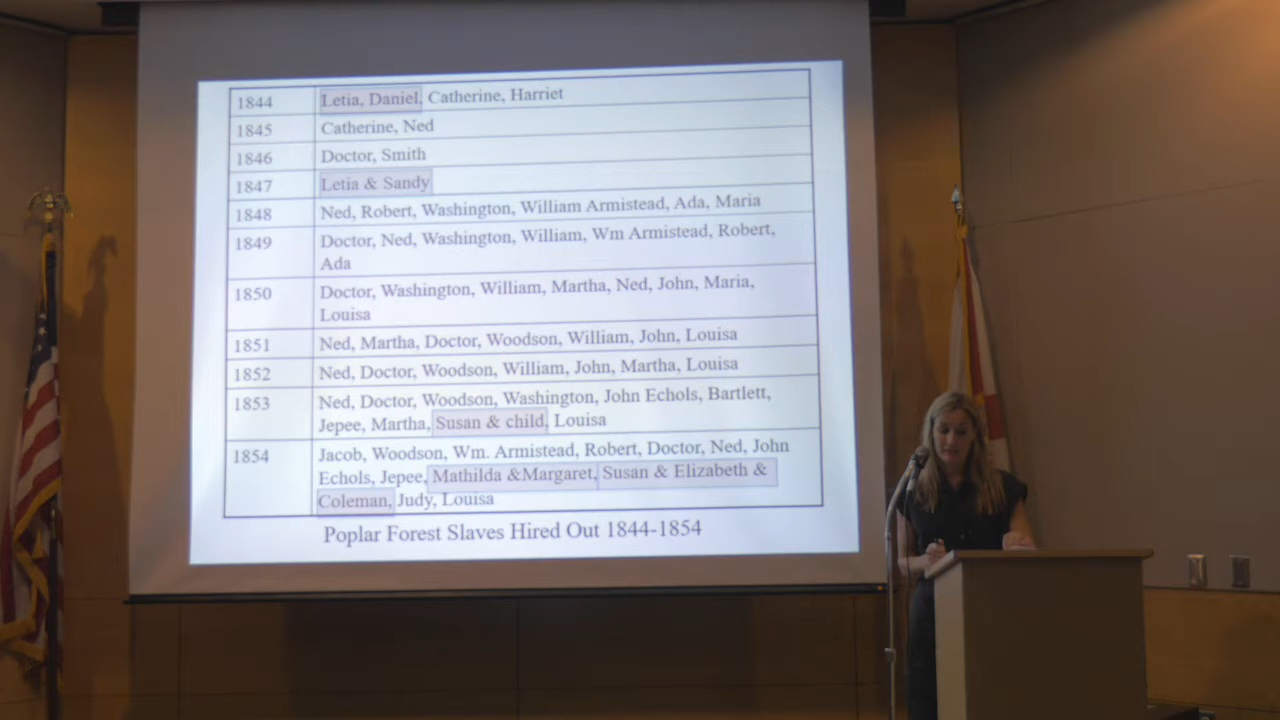 1844 Letia, Daniel, Catherine, Harriet
1845 Catherine, Ned
1846 Doctor, Smith
1847 Letia & Sandy
1848 Ned, Robert, Washington, William Armistead, Ada, Maria
1849 Doctor, Ned, Washington, William, Wm Armistead, Robert,
Ada
1850 Doctor, Washington, William, Martha, Ned, John, Maria,
Louisa
1851 Ned, Martha, Doctor, Woodson, William, John, Louisa
1852 Ned, Doctor, Woodson, William, John, Martha, Louisa
1853 Ned, Doctor, Woodson, Washington, John Echols, Bartlett,
Jepee, Martha, Susan & child, Louisa
1854 Jacob, Woodson, Wm. Armistead, Robert, Doctor, Ned, John
Echols, Jepee, Mathilda &Margaret, Susan & Elizabeth &
Coleman, Judy, Louisa
Poplar Forest Slaves Hired Out 1844-1854